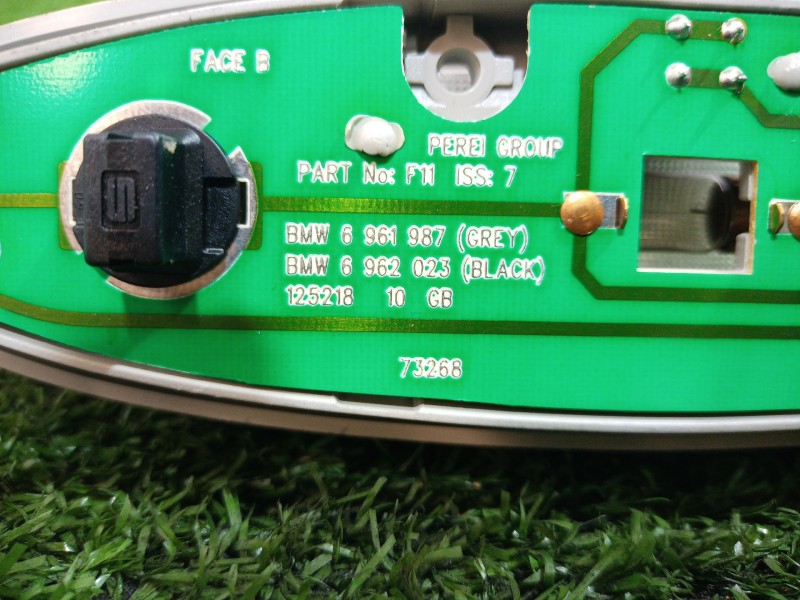 FACE B
PEREI GROUP
PART No: F11 ISS: 7
BMW 6 961 987 (GREY)
BMW 6 962 023 (BLACK)
125218 10 GB
73268